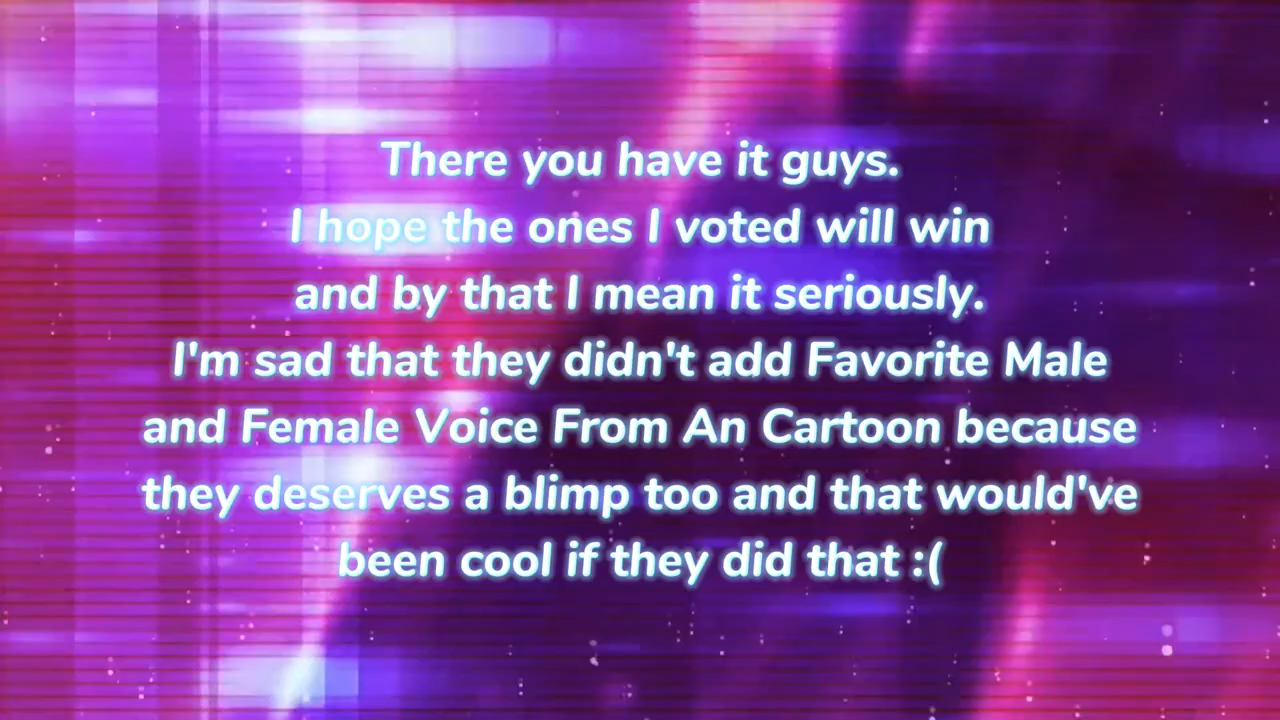 There you have it guys.
I hope the ones I voted will win
and by that I mean it seriously.
I'm sad that they didn't add Favorite Male
and Female Voice From An Cartoon because
they deserves a blimp too and that would've
been cool if they did that :(